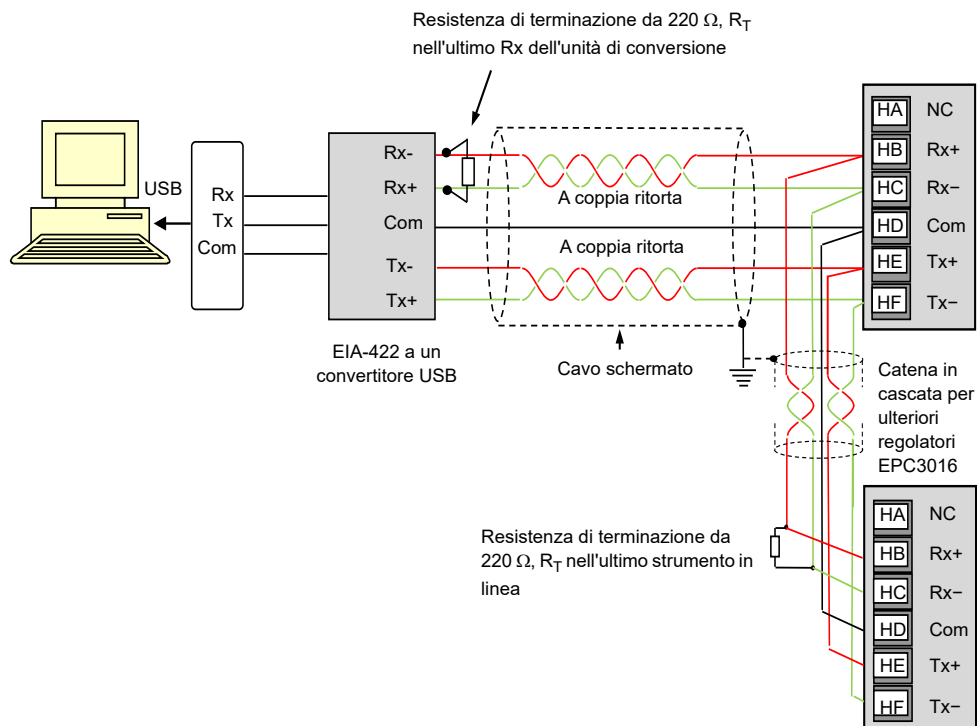 Resistenza di terminazione da 220 Ω, RT
nell'ultimo Rx dell'unità di conversione
USB
Rx
Tx
Com
Rx-
Rx+
Com
Tx-
Tx+
EIA-422 a un
convertitore USB
A coppia ritorta
A coppia ritorta
Cavo schermato
HA NC
HB Rx+
HC Rx−
HD Com
HE Tx+
HF Tx−
Catena in
cascata per
ulteriori
regolatori
EPC3016
Resistenza di terminazione da
220 Ω, RT nell'ultimo strumento in
linea
HA NC
HB Rx+
HC Rx−
HD Com
HE Tx+
HF Tx−